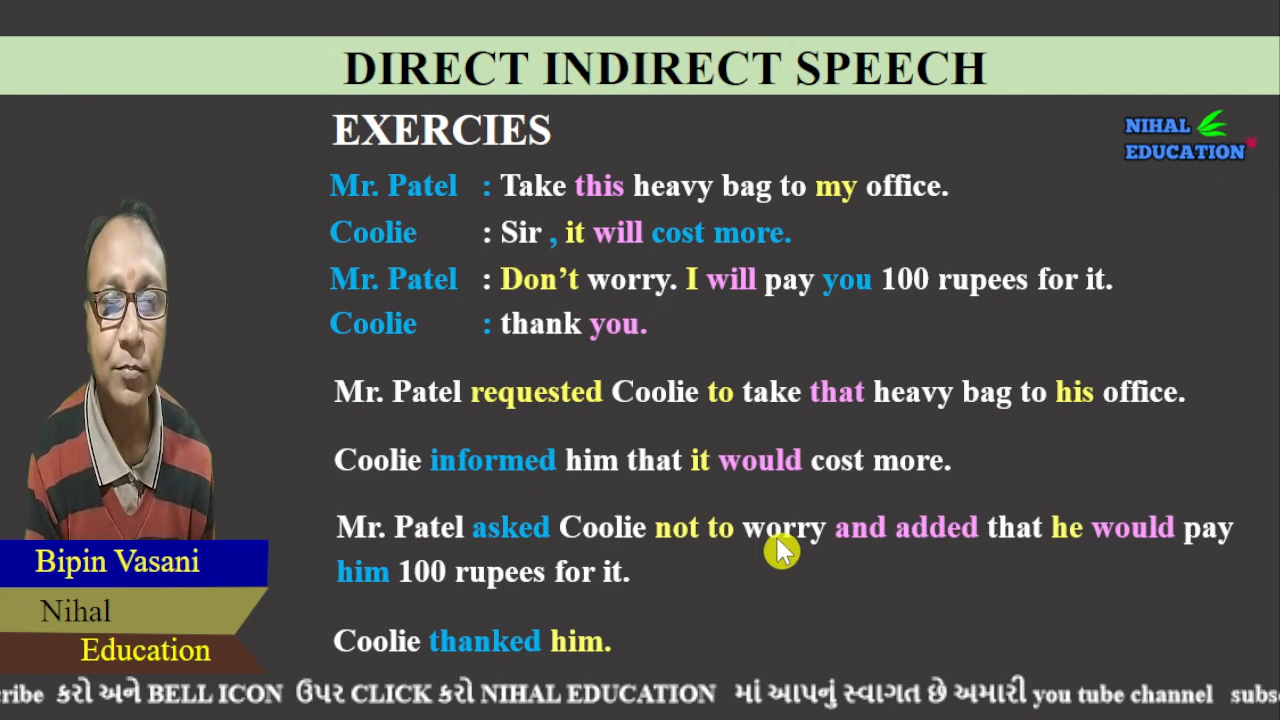 DIRECT INDIRECT SPEECH
EXERCIES
NIHAL
EDUCATION
Mr. Patel : Take this heavy bag to my office.
Coolie : Sir , it will cost more.
Mr. Patel : Don't worry. I will pay you 100 rupees for it.
Coolie : thank you.
Mr. Patel requested Coolie to take that heavy bag to his office.
Coolie informed him that it would cost more.
Mr. Patel asked Coolie not to worry and added that he would pay
him 100 rupees for it.
Coolie thanked him.
Bipin Vasani
Nihal
Education
ribe કરો અને BELL ICON ઉપર CLICK કરો NIHAL EDUCATION માં આપનું સ્વાગત છે અમારી you tube channel subs